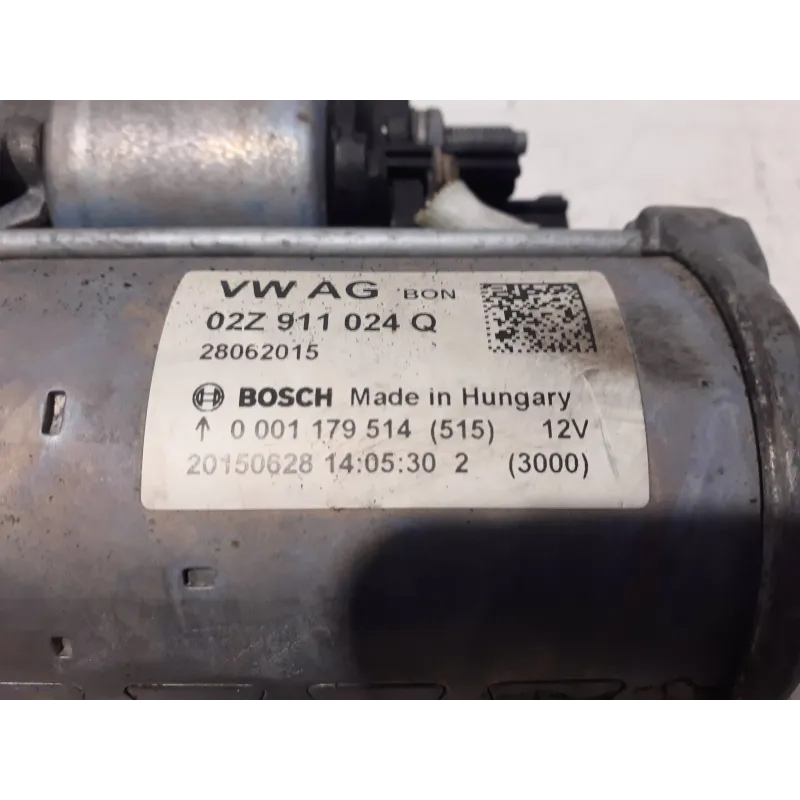 VW AG BON
02Z 911 024 Q
28062015
BOSCH Made in Hungary
↑ 0 001 179 514 (515) 12V
20150628 14:05:30 2 (3000)